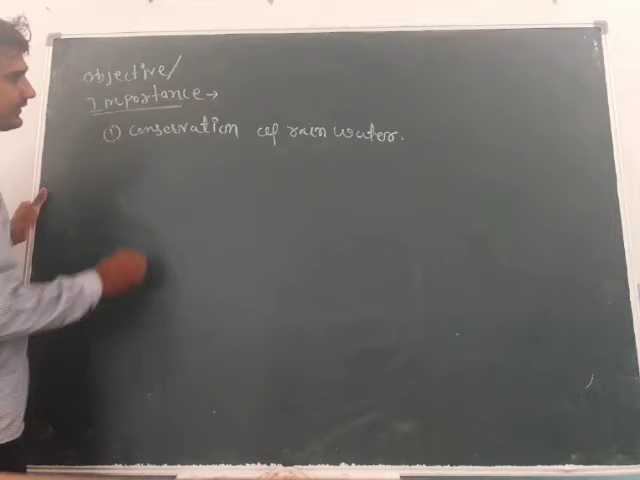 objective/
Importance →
① conservation of rain water.